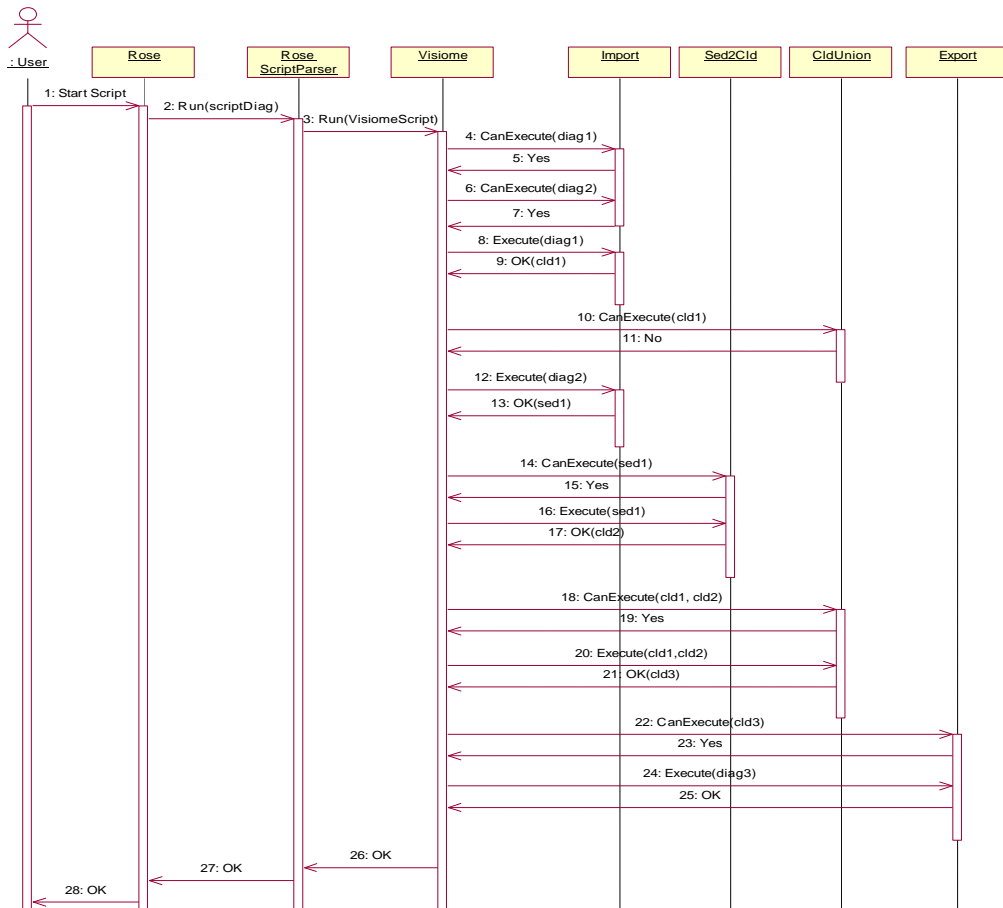 : User
Rose
Rose
ScriptParser
Visiome
Import
Sed2Cld
CldUnion
Export
1: Start Script
2: Run(scriptDiag)
3: Run(VisiomeScript)
4: CanExecute(diag1)
5: Yes
6: CanExecute(diag2)
7: Yes
8: Execute(diag1)
9: OK(cld1)
10: CanExecute(cld1)
11: No
12: Execute(diag2)
13: OK(sed1)
14: CanExecute(sed1)
15: Yes
16: Execute(sed1)
17: OK(cld2)
18: CanExecute(cld1, cld2)
19: Yes
20: Execute(cld1,cld2)
21: OK(cld3)
22: CanExecute(cld3)
23: Yes
24: Execute(diag3)
25: OK
26: OK
27: OK
28: OK